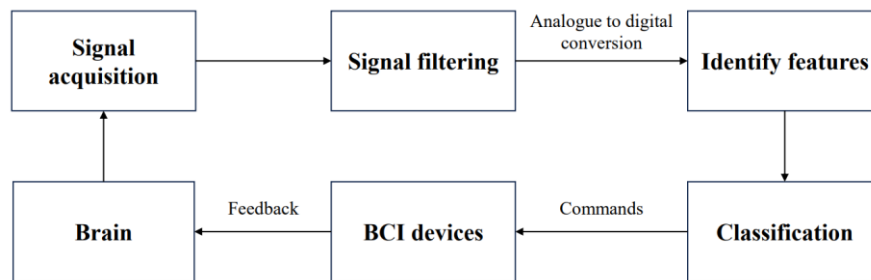 Signal
acquisition
Signal filtering
Analogue to digital
conversion
Identify features
Brain
Feedback
BCI devices
Commands
Classification